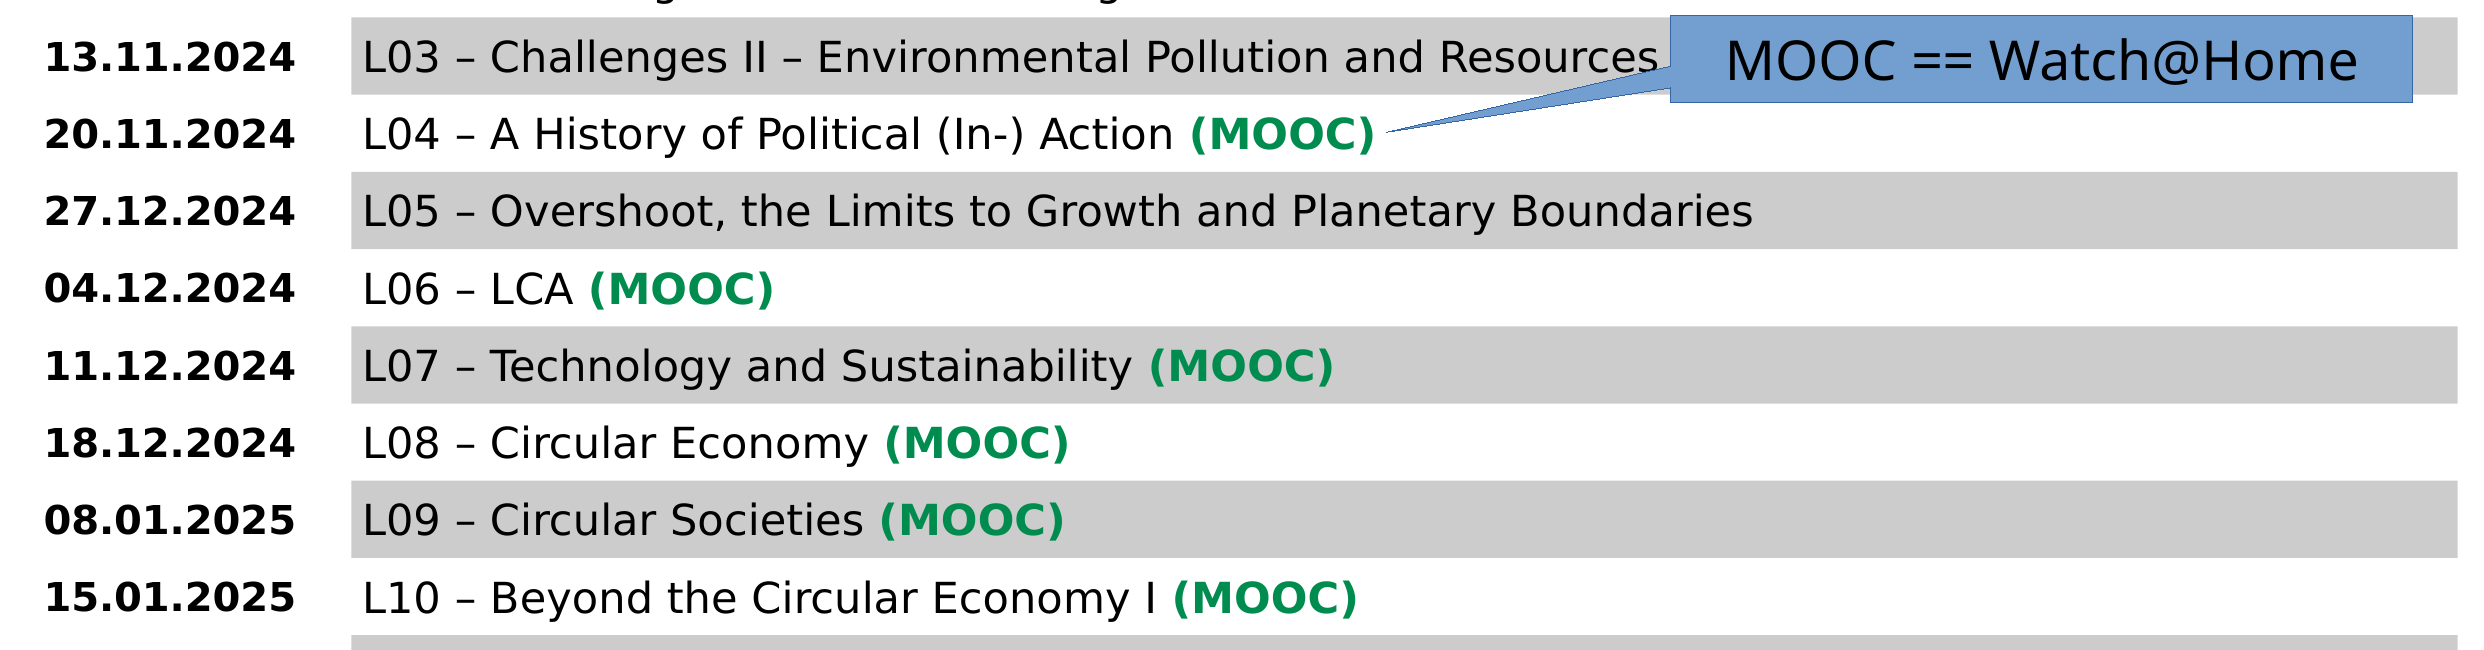 13.11.2024 L03 – Challenges II – Environmental Pollution and Resources MOOC == Watch@Home
20.11.2024 L04 – A History of Political (In-) Action (MOOC)
27.12.2024 L05 – Overshoot, the Limits to Growth and Planetary Boundaries
04.12.2024 L06 – LCA (MOOC)
11.12.2024 L07 – Technology and Sustainability (MOOC)
18.12.2024 L08 – Circular Economy (MOOC)
08.01.2025 L09 – Circular Societies (MOOC)
15.01.2025 L10 – Beyond the Circular Economy I (MOOC)